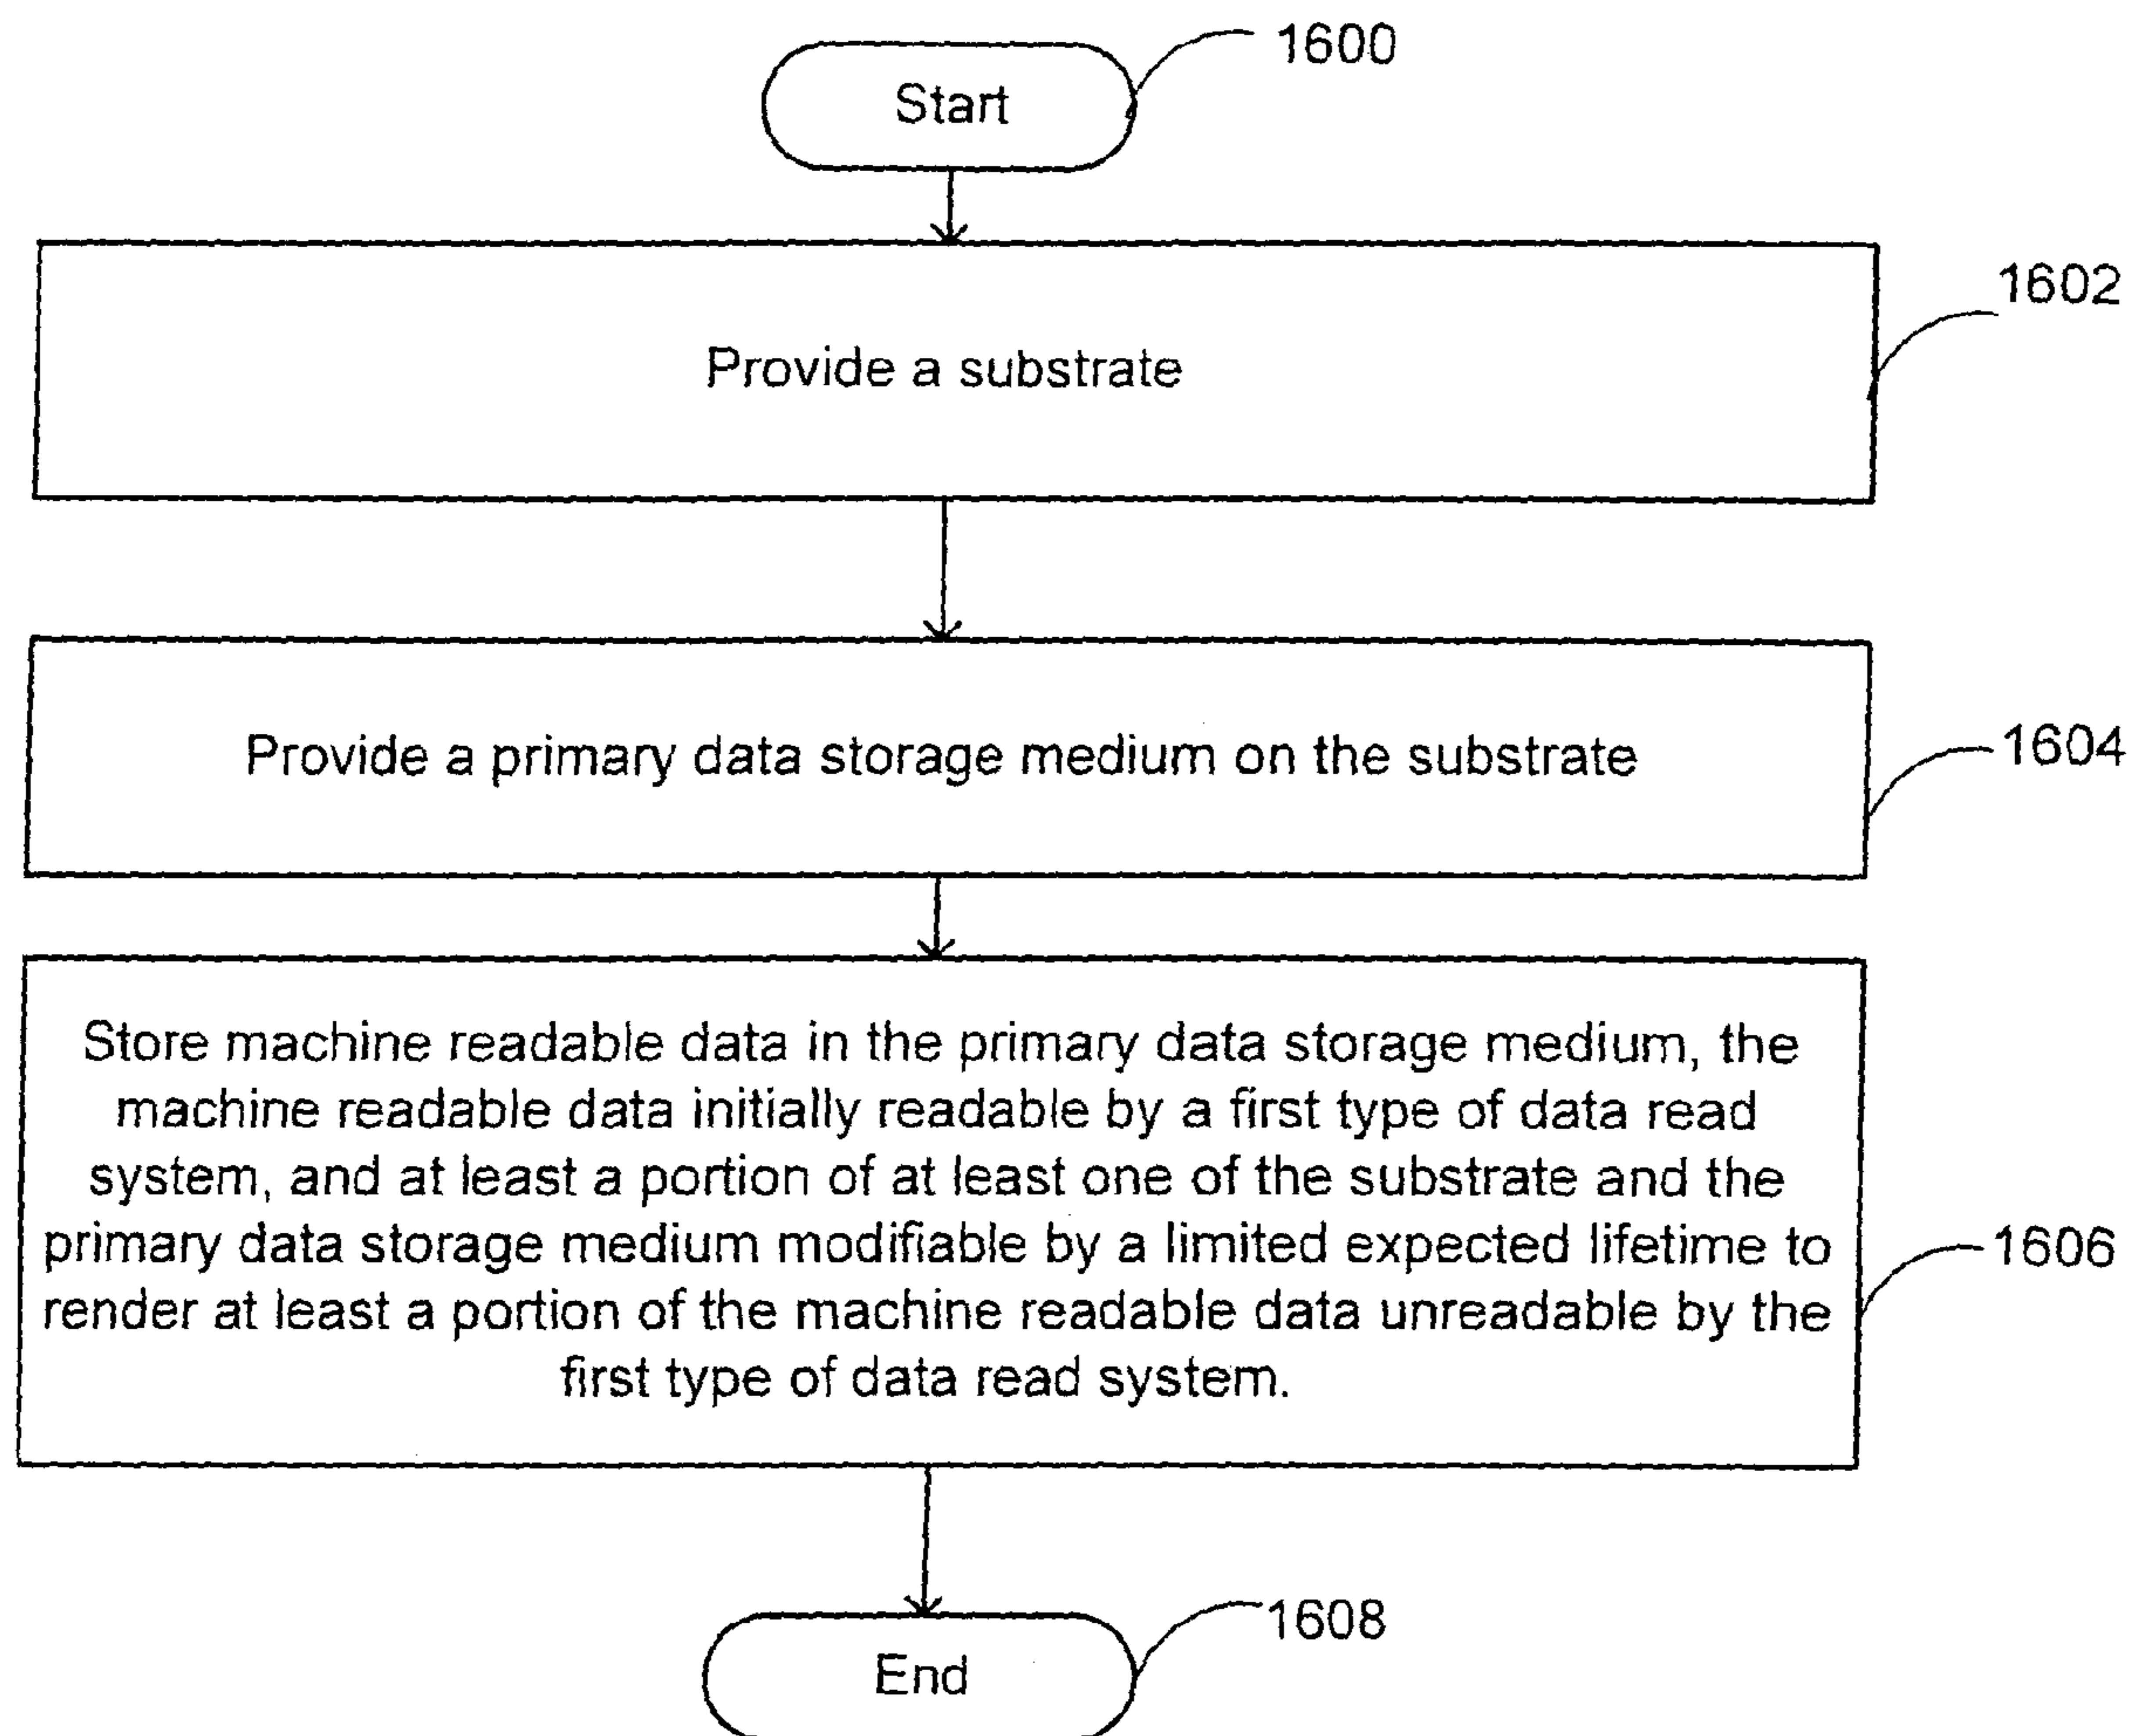 1600
Start
1602
Provide a substrate
1604
Provide a primary data storage medium on the substrate
Store machine readable data in the primary data storage medium, the
machine readable data initially readable by a first type of data read
system, and at least a portion of at least one of the substrate and the
primary data storage medium modifiable by a limited expected lifetime to
render at least a portion of the machine readable data unreadable by the
first type of data read system.
1606
1608
End